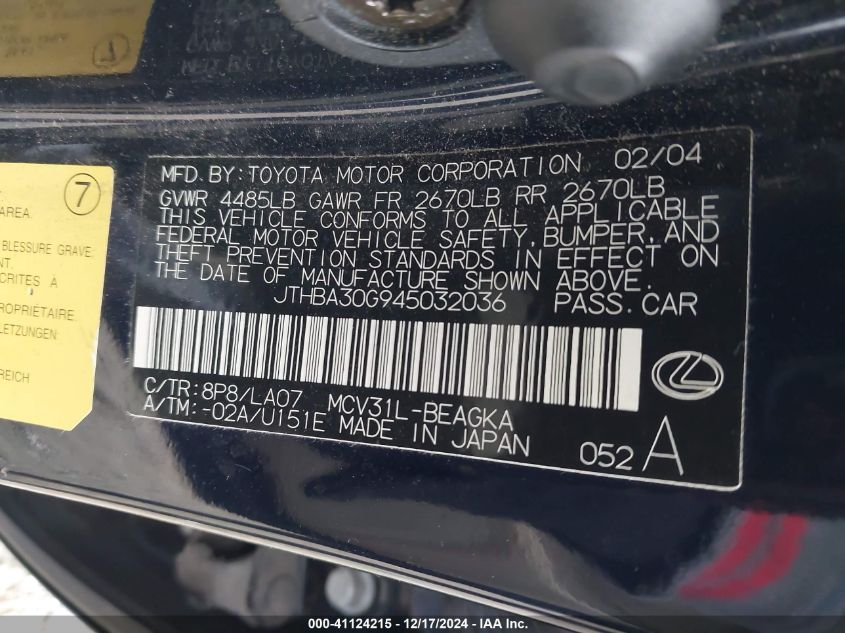 MFD. BY: TOYOTA MOTOR CORPORATION 02/04
GVWR 4485LB GAWR FR 2670LB RR 2670LB
THIS VEHICLE CONFORMS TO ALL APPLICABLE
FEDERAL MOTOR VEHICLE SAFETY, BUMPER, AND
THEFT PREVENTION STANDARDS IN EFFECT ON
THE DATE OF MANUFACTURE SHOWN ABOVE.
JTHBA30G945032036 PASS. CAR
C/TR: 8P8/LA07 MCV31L-BEAGKA
A/TM: -02A/U151E MADE IN JAPAN
052 A
7
AREA.
BLESSURE GRAVE
NT.
CRITES À
PROPRIÉTAIRE.
LETZUNGEN:
REICH
000-41124215 - 12/17/2024 - IAA Inc.